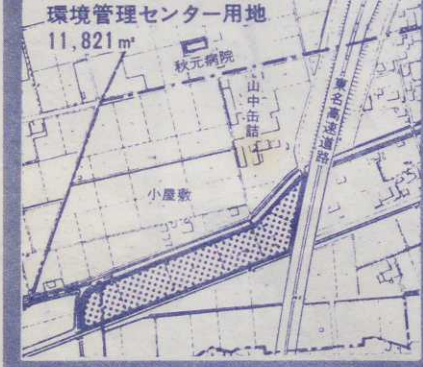 環境管理センター用地
11,821㎡
秋元病院
山中缶詰
東名高速道路
小屋敷